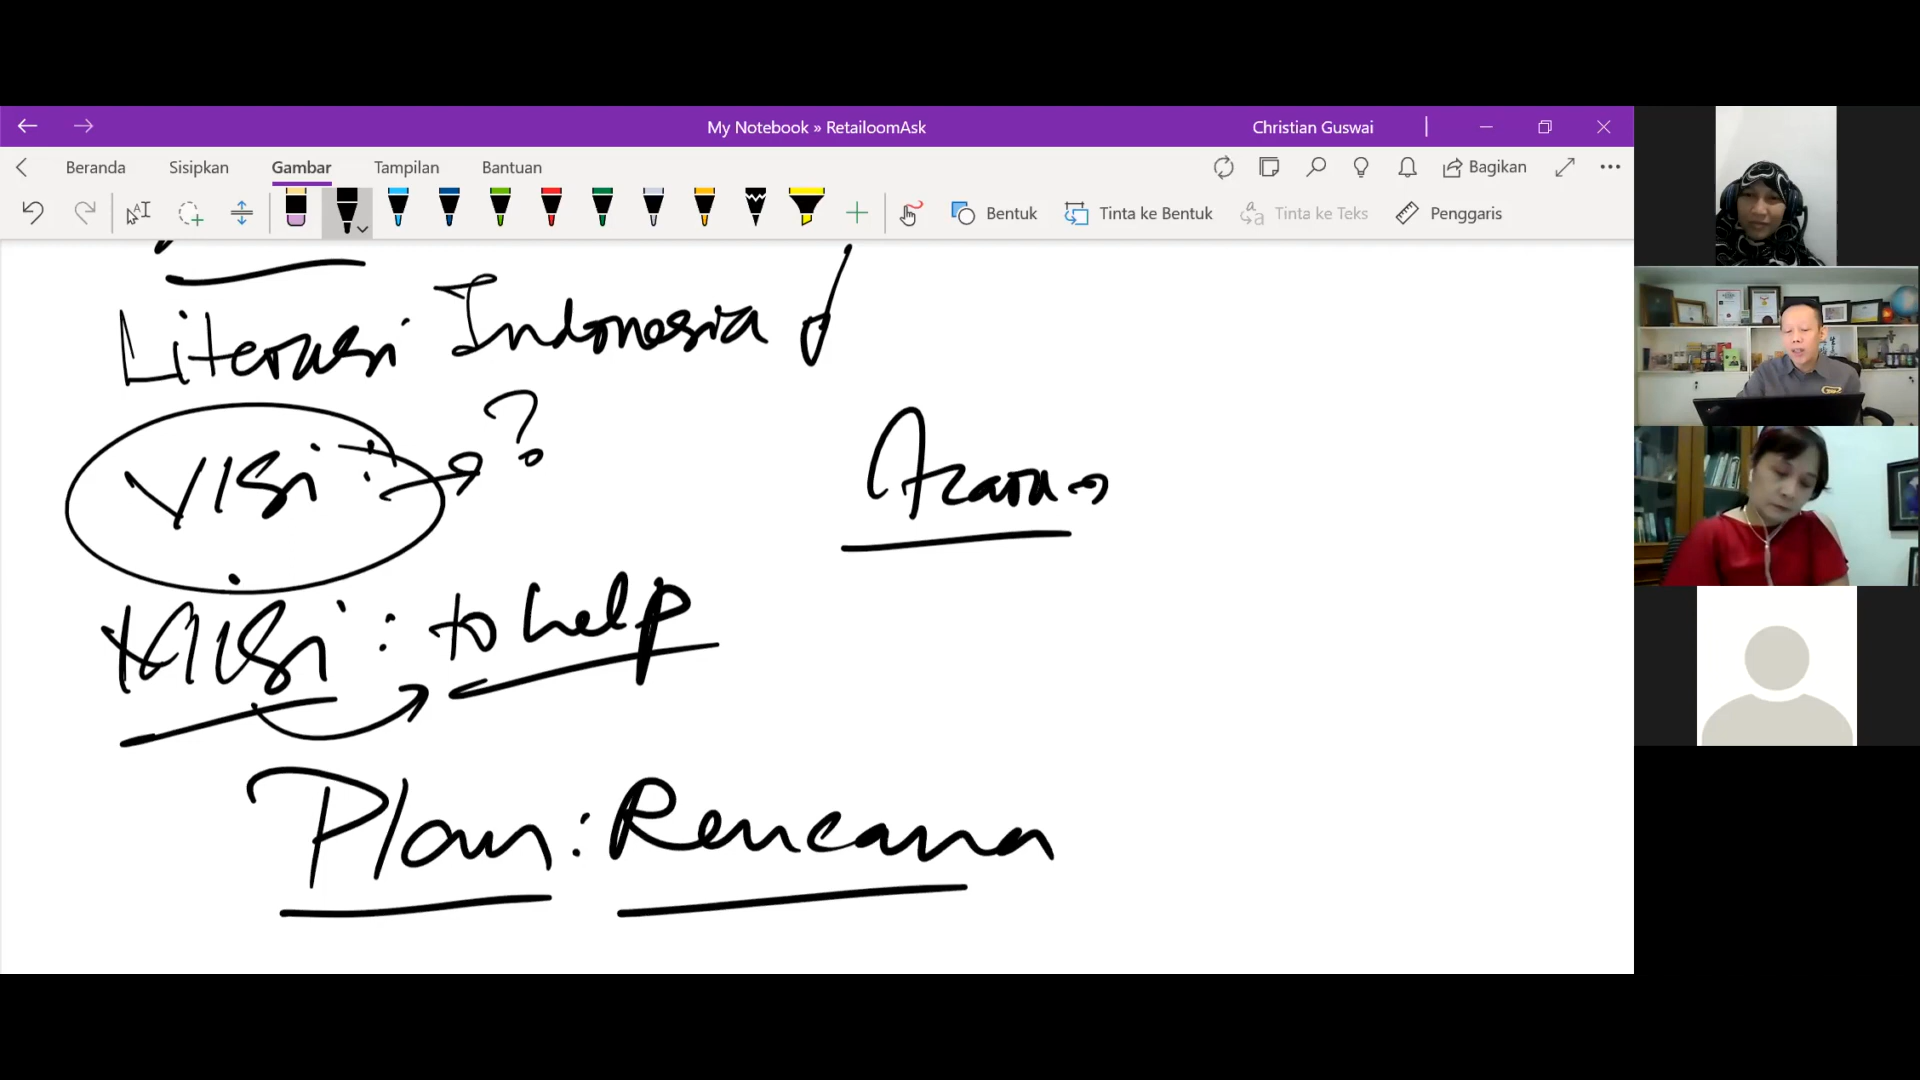 My Notebook » RetailoomAsk
Christian Guswai
Beranda Sisipkan Gambar Tampilan Bantuan Bagikan
Bentuk Tinta ke Bentuk Tinta ke Teks Penggaris
Literasi Indonesia
Visi : ?
Misi : to help
Plan : Rencana